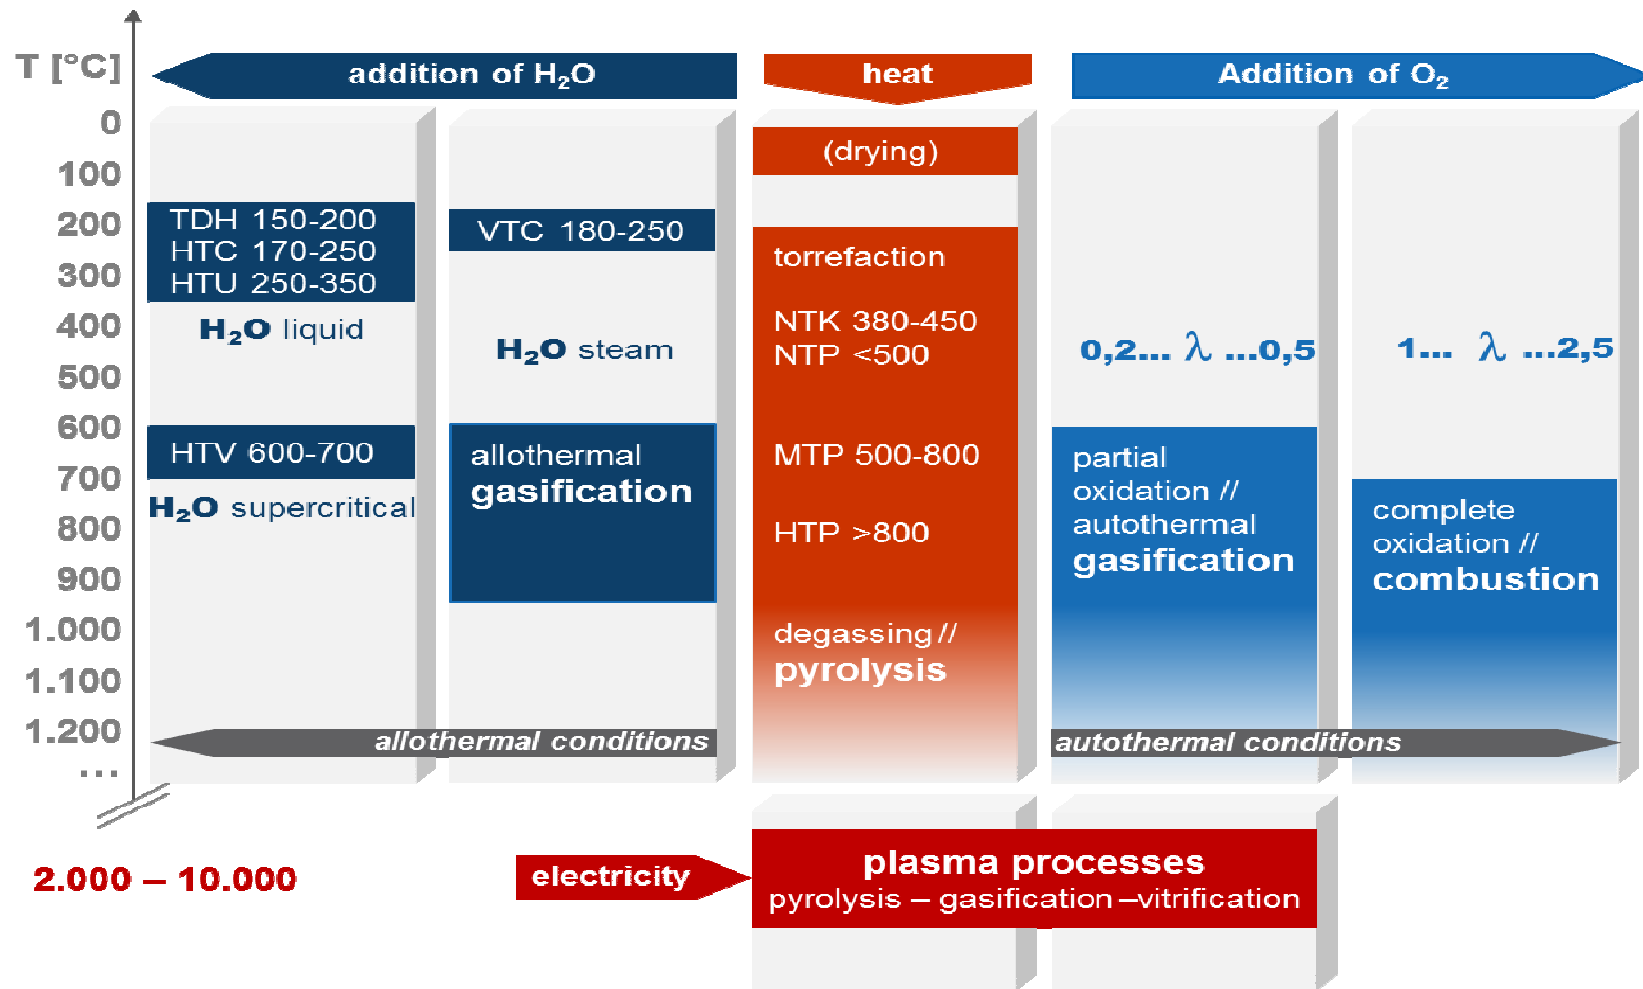 T [°C]
addition of H₂O
heat
Addition of O₂
0
100
200
300
400
500
600
700
800
900
1.000
1.100
1.200
...
TDH 150-200
HTC 170-250
HTU 250-350
H₂O liquid
HTV 600-700
H₂O supercritical
VTC 180-250
H₂O steam
allothermal
gasification
(drying)
torrefaction
NTK 380-450
NTP <500
MTP 500-800
HTP >800
degassing //
pyrolysis
0,2... λ ...0,5
partial
oxidation //
autothermal
gasification
1... λ ...2,5
complete
oxidation //
combustion
allothermal conditions
autothermal conditions
2.000 – 10.000
electricity
plasma processes
pyrolysis – gasification –vitrification